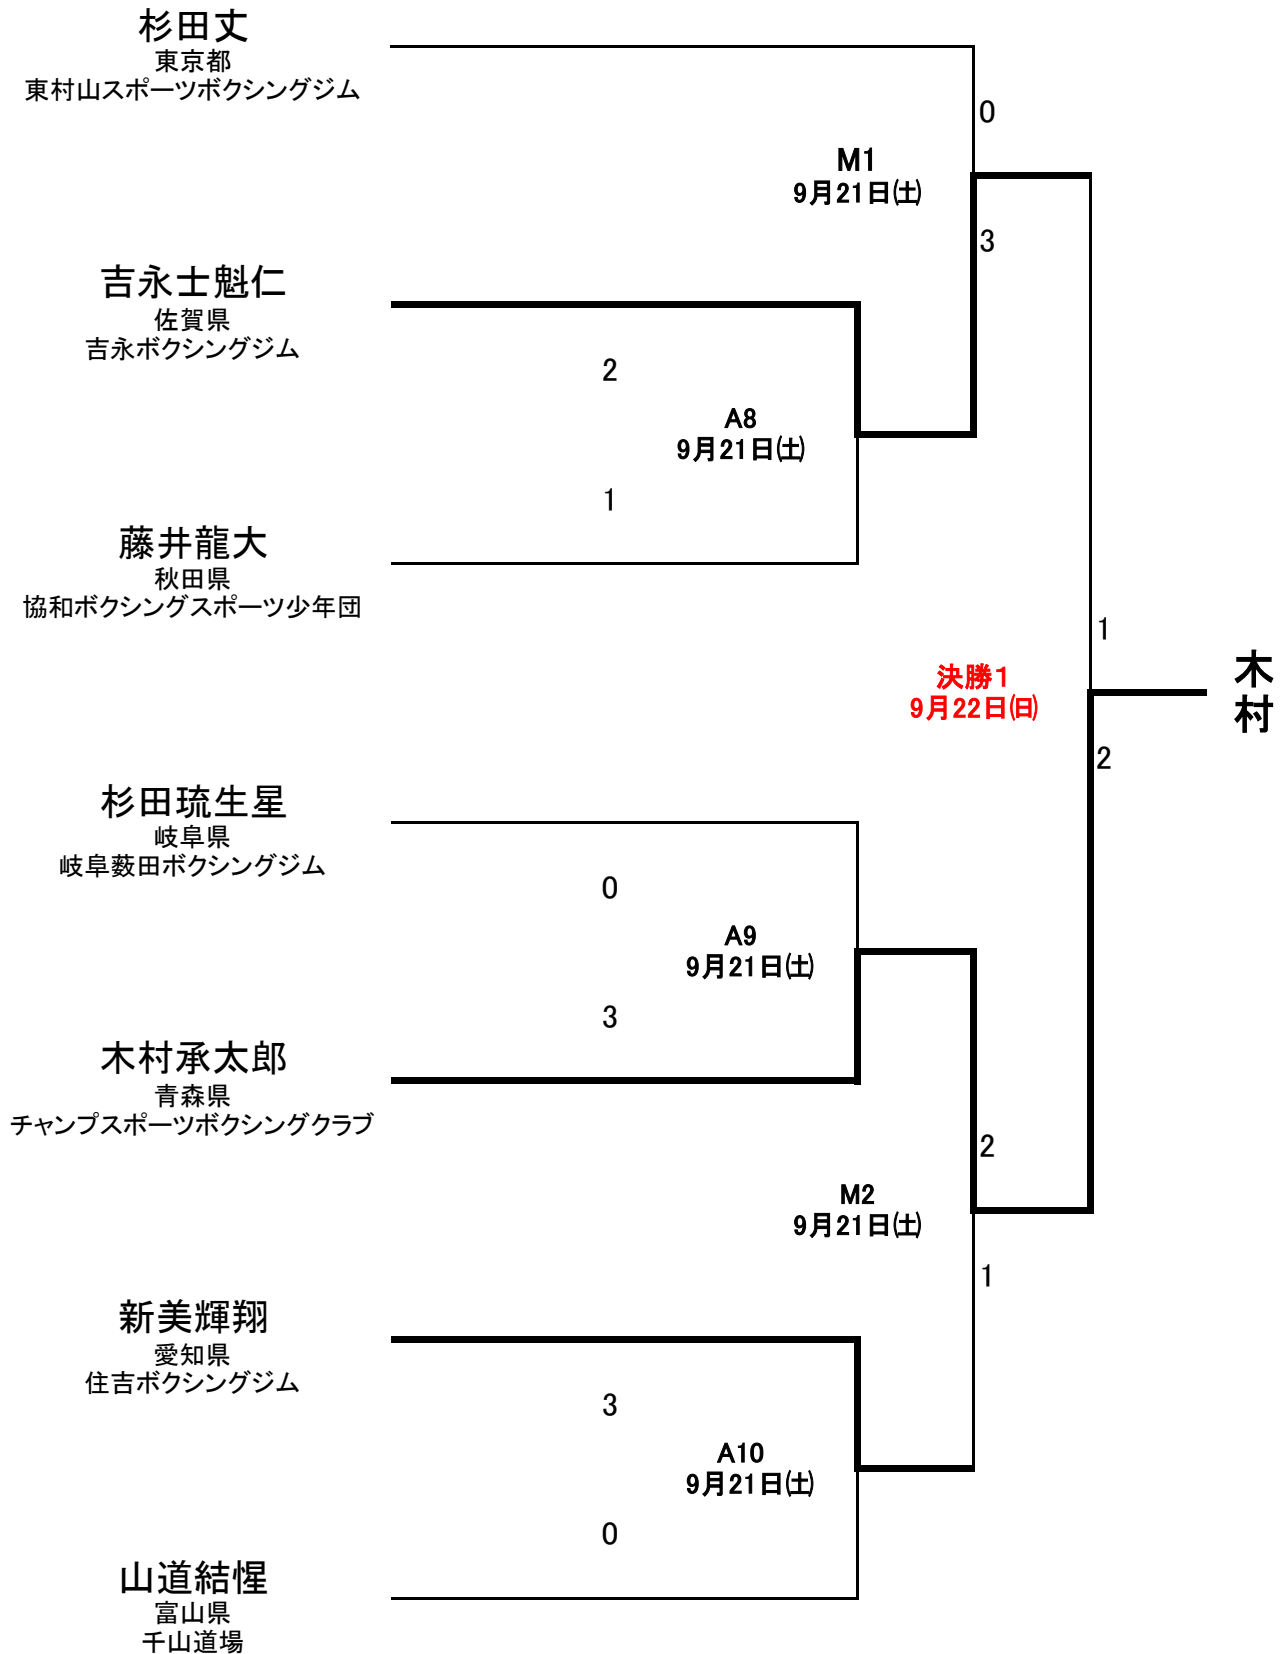 杉田丈
東京都
東村山スポーツボクシングジム
0
M1
9月21日(土)
3
吉永士魁仁
佐賀県
吉永ボクシングジム
2
A8
9月21日(土)
1
藤井龍大
秋田県
協和ボクシングスポーツ少年団
1
決勝1
9月22日(日)
木村
2
杉田琉生星
岐阜県
岐阜薮田ボクシングジム
0
A9
9月21日(土)
3
木村承太郎
青森県
チャンプスポーツボクシングクラブ
2
M2
9月21日(土)
1
新美輝翔
愛知県
住吉ボクシングジム
3
A10
9月21日(土)
0
山道結惺
富山県
千山道場